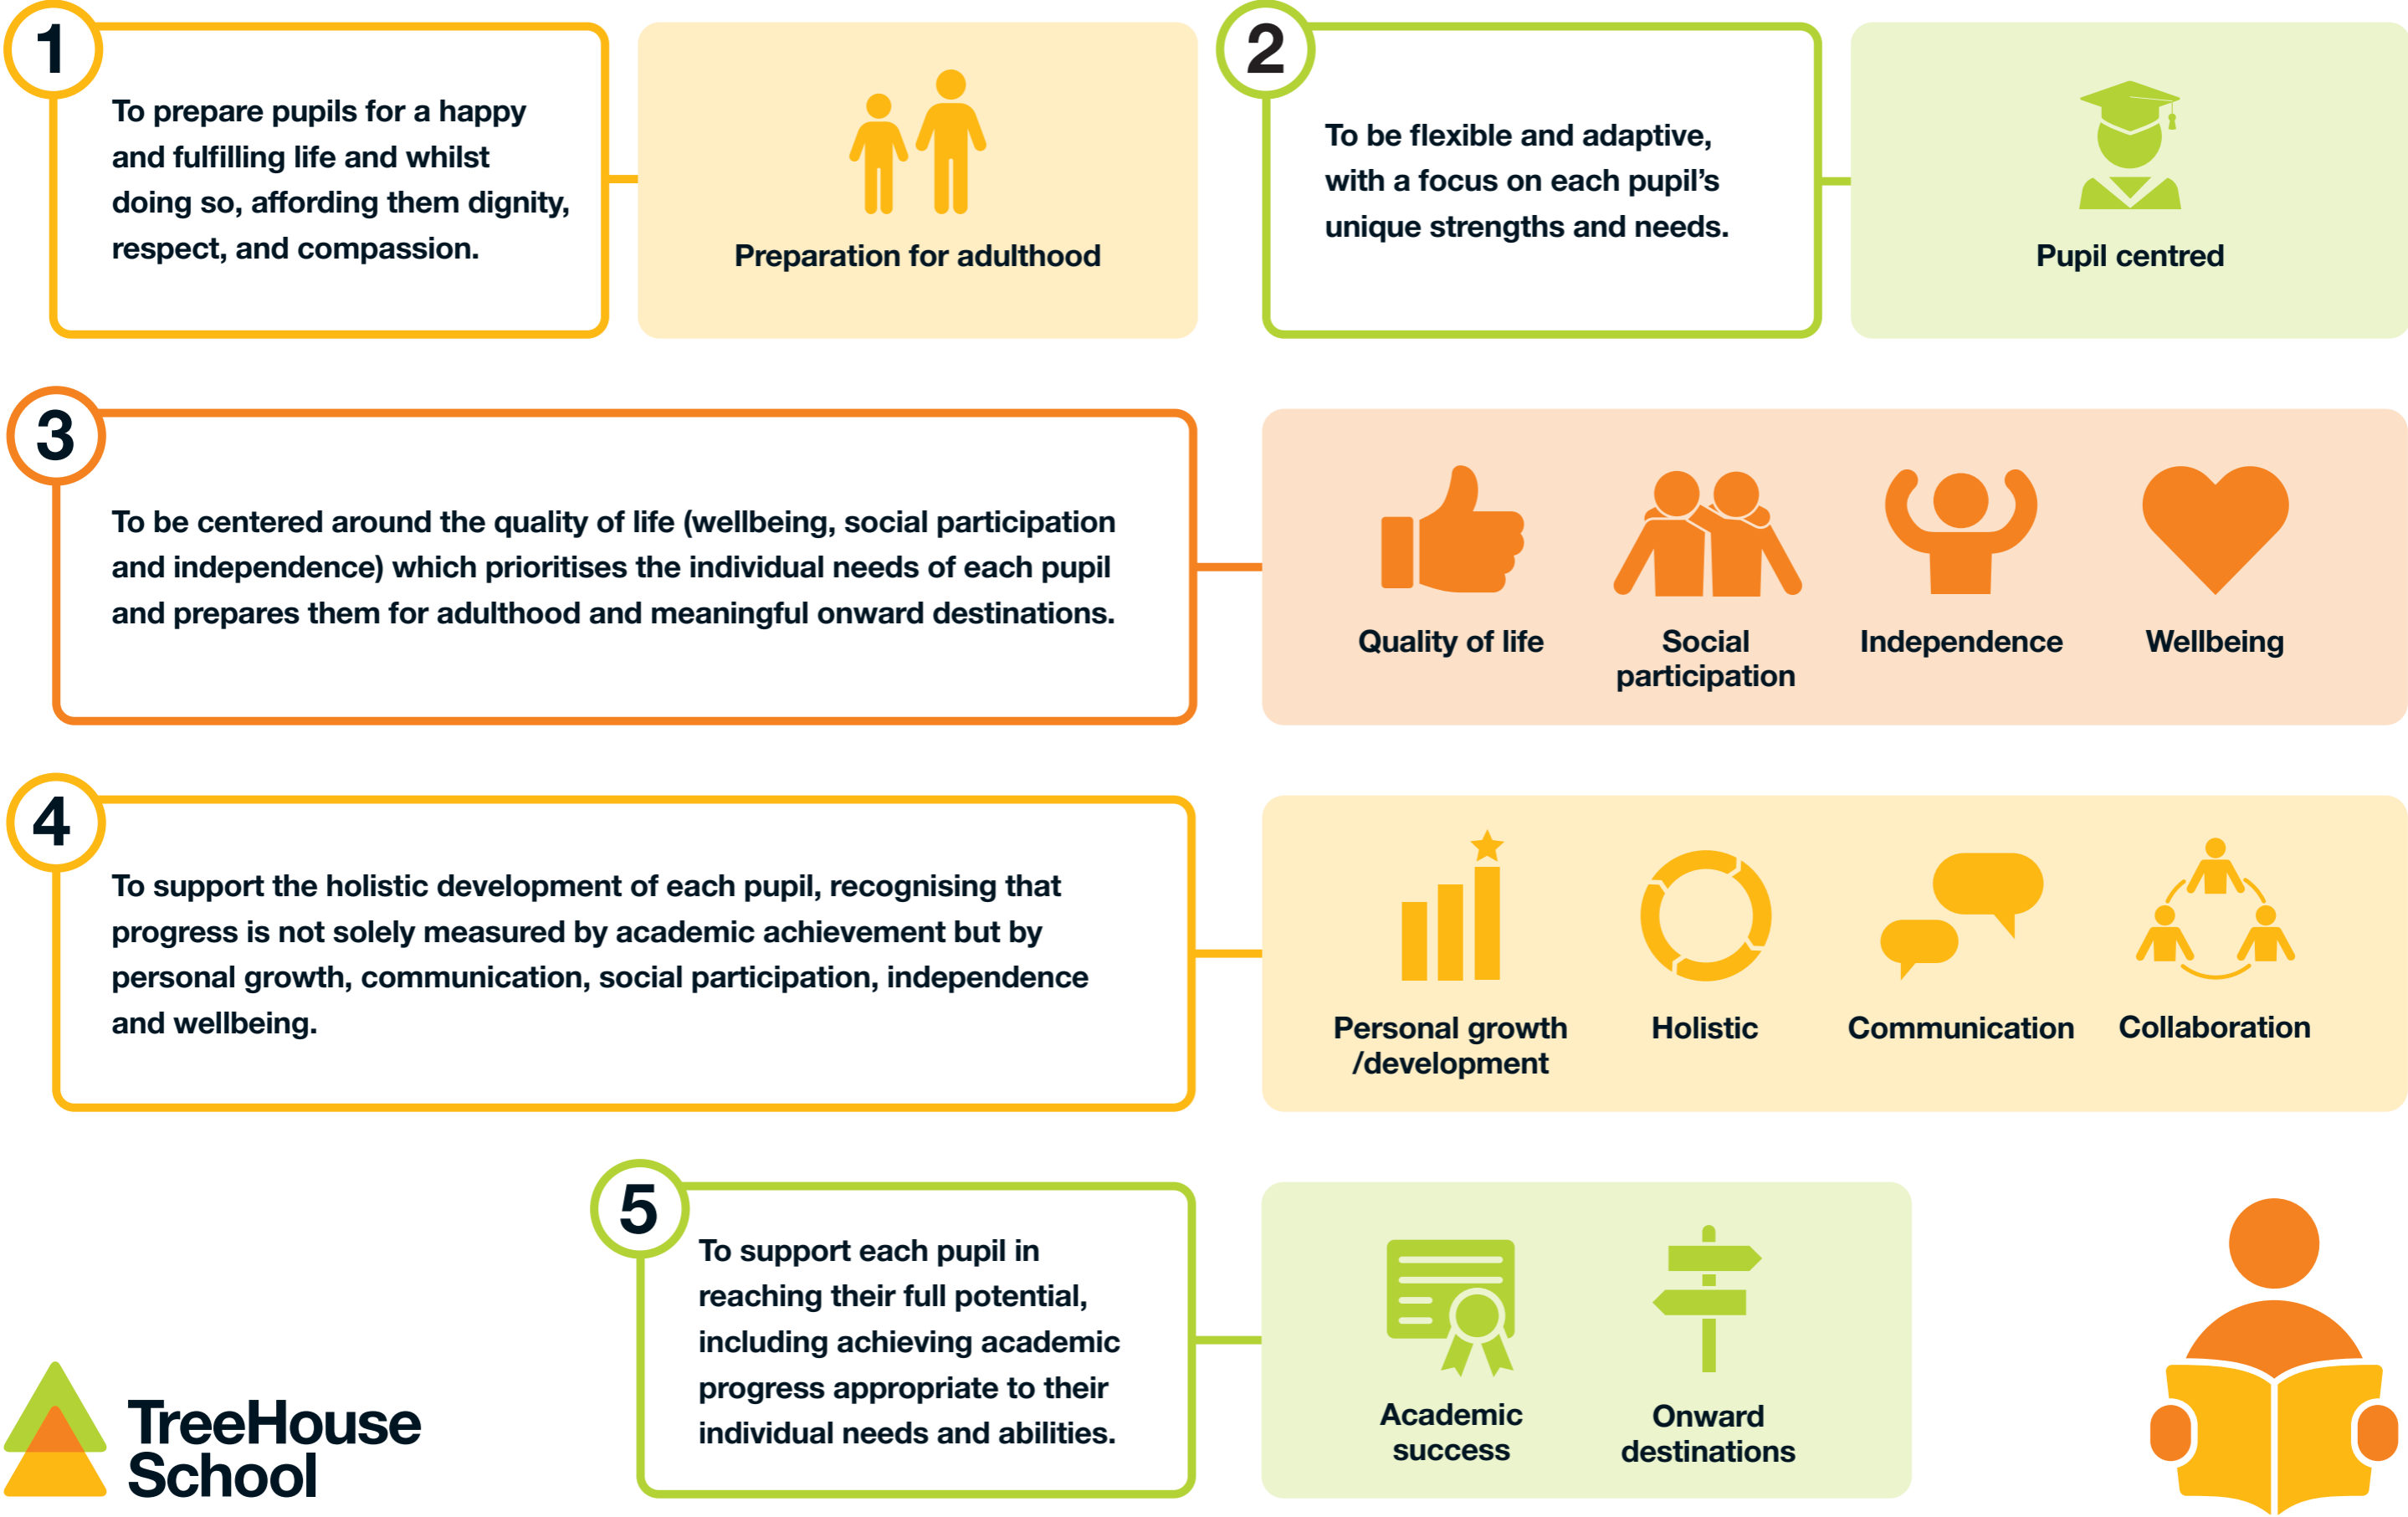 1
To prepare pupils for a happy
and fulfilling life and whilst
doing so, affording them dignity,
respect, and compassion.
Preparation for adulthood
2
To be flexible and adaptive,
with a focus on each pupil’s
unique strengths and needs.
Pupil centred
3
To be centered around the quality of life (wellbeing, social participation
and independence) which prioritises the individual needs of each pupil
and prepares them for adulthood and meaningful onward destinations.
Quality of life
Social
participation
Independence
Wellbeing
4
To support the holistic development of each pupil, recognising that
progress is not solely measured by academic achievement but by
personal growth, communication, social participation, independence
and wellbeing.
Personal growth
/development
Holistic
Communication
Collaboration
5
To support each pupil in
reaching their full potential,
including achieving academic
progress appropriate to their
individual needs and abilities.
Academic
success
Onward
destinations
TreeHouse
School